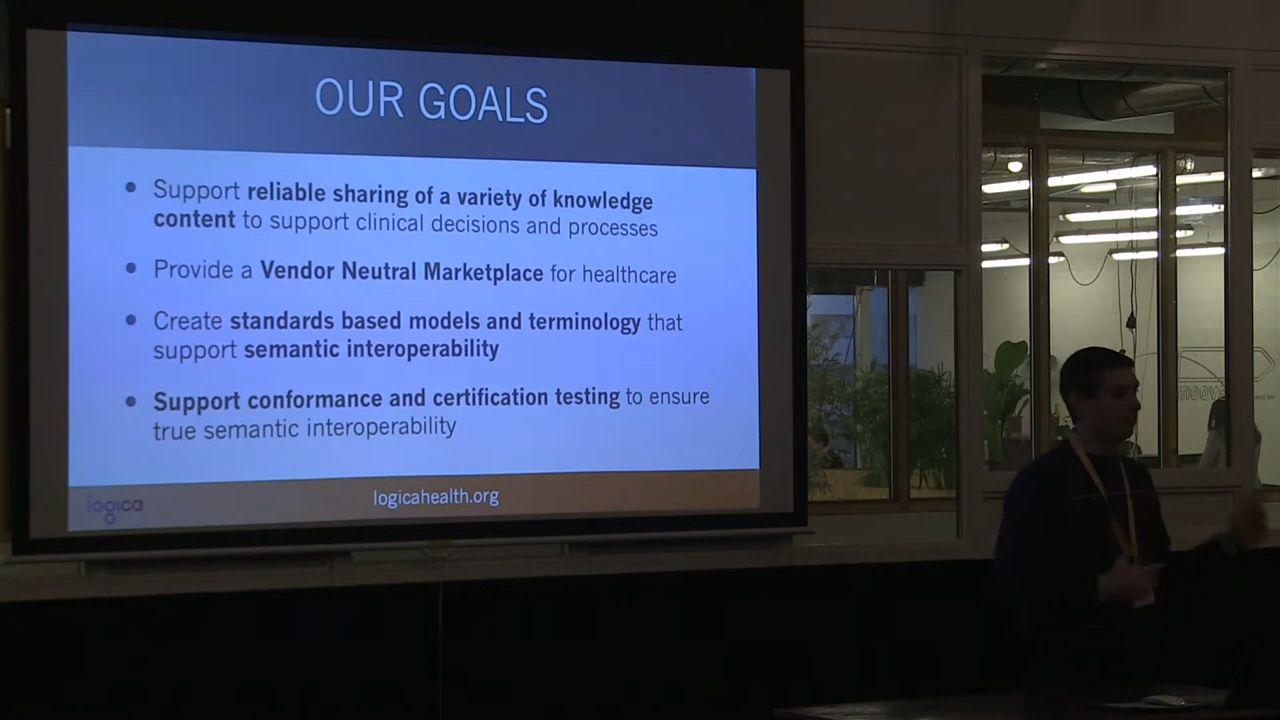 OUR GOALS
• Support reliable sharing of a variety of knowledge
content to support clinical decisions and processes
• Provide a Vendor Neutral Marketplace for healthcare
• Create standards based models and terminology that
support semantic interoperability
• Support conformance and certification testing to ensure
true semantic interoperability
logica
logicahealth.org